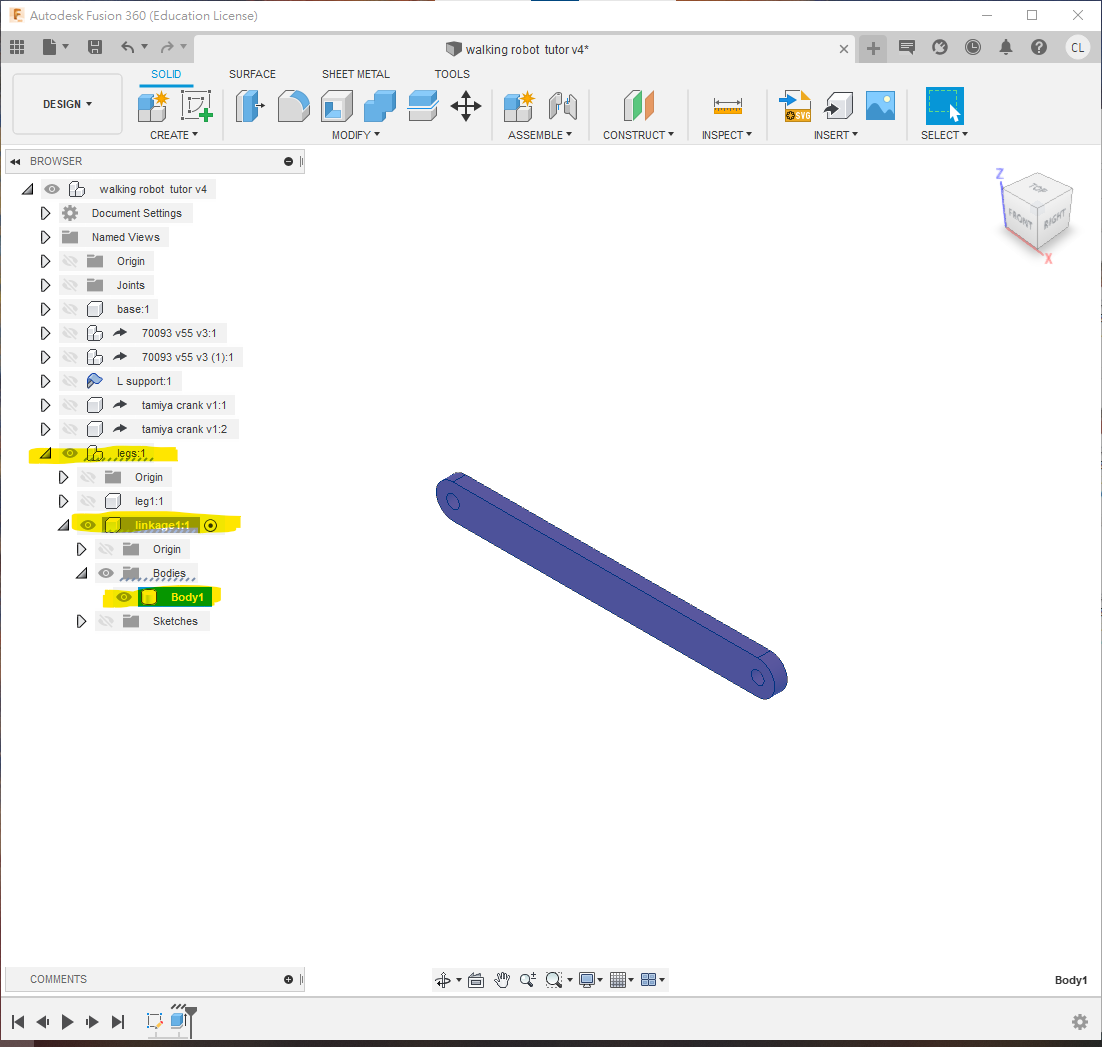 Autodesk Fusion 360 (Education License)
walking robot tutor v4*
CL
DESIGN
SOLID SURFACE SHEET METAL TOOLS
CREATE MODIFY ASSEMBLE CONSTRUCT INSPECT INSERT SELECT
SVG
BROWSER
walking robot tutor v4
Document Settings
Named Views
Origin
Joints
base:1
70093 v55 v3:1
70093 v55 v3 (1):1
L support:1
tamiya crank v1:1
tamiya crank v1:2
legs:1
Origin
leg1:1
linkage1:1
Origin
Bodies
Body1
Sketches
Z
TOP
FRONT
RIGHT
X
COMMENTS
Body1